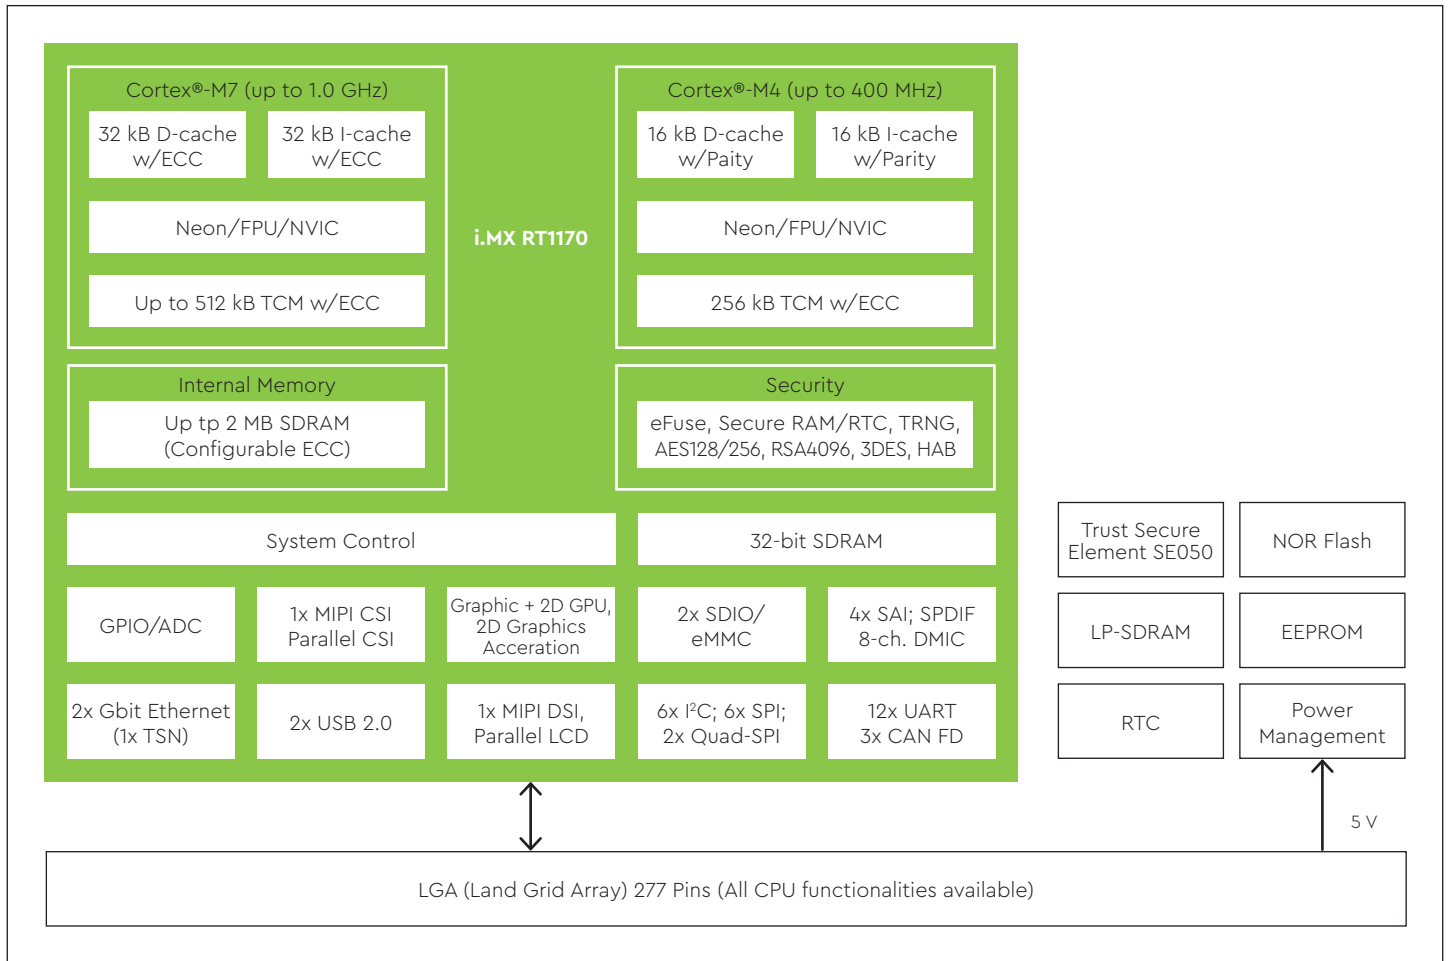 Cortex®-M7 (up to 1.0 GHz)
32 kB D-cache
w/ECC
32 kB I-cache
w/ECC
Neon/FPU/NVIC
Up to 512 kB TCM w/ECC
i.MX RT1170
Cortex®-M4 (up to 400 MHz)
16 kB D-cache
w/Paity
16 kB I-cache
w/Parity
Neon/FPU/NVIC
256 kB TCM w/ECC
Internal Memory
Up tp 2 MB SDRAM
(Configurable ECC)
Security
eFuse, Secure RAM/RTC, TRNG,
AES128/256, RSA4096, 3DES, HAB
System Control
32-bit SDRAM
GPIO/ADC
1x MIPI CSI
Parallel CSI
Graphic + 2D GPU,
2D Graphics
Acceration
2x SDIO/
eMMC
4x SAI; SPDIF
8-ch. DMIC
2x Gbit Ethernet
(1x TSN)
2x USB 2.0
1x MIPI DSI,
Parallel LCD
6x I²C; 6x SPI;
2x Quad-SPI
12x UART
3x CAN FD
Trust Secure
Element SE050
NOR Flash
LP-SDRAM
EEPROM
RTC
Power
Management
5 V
LGA (Land Grid Array) 277 Pins (All CPU functionalities available)